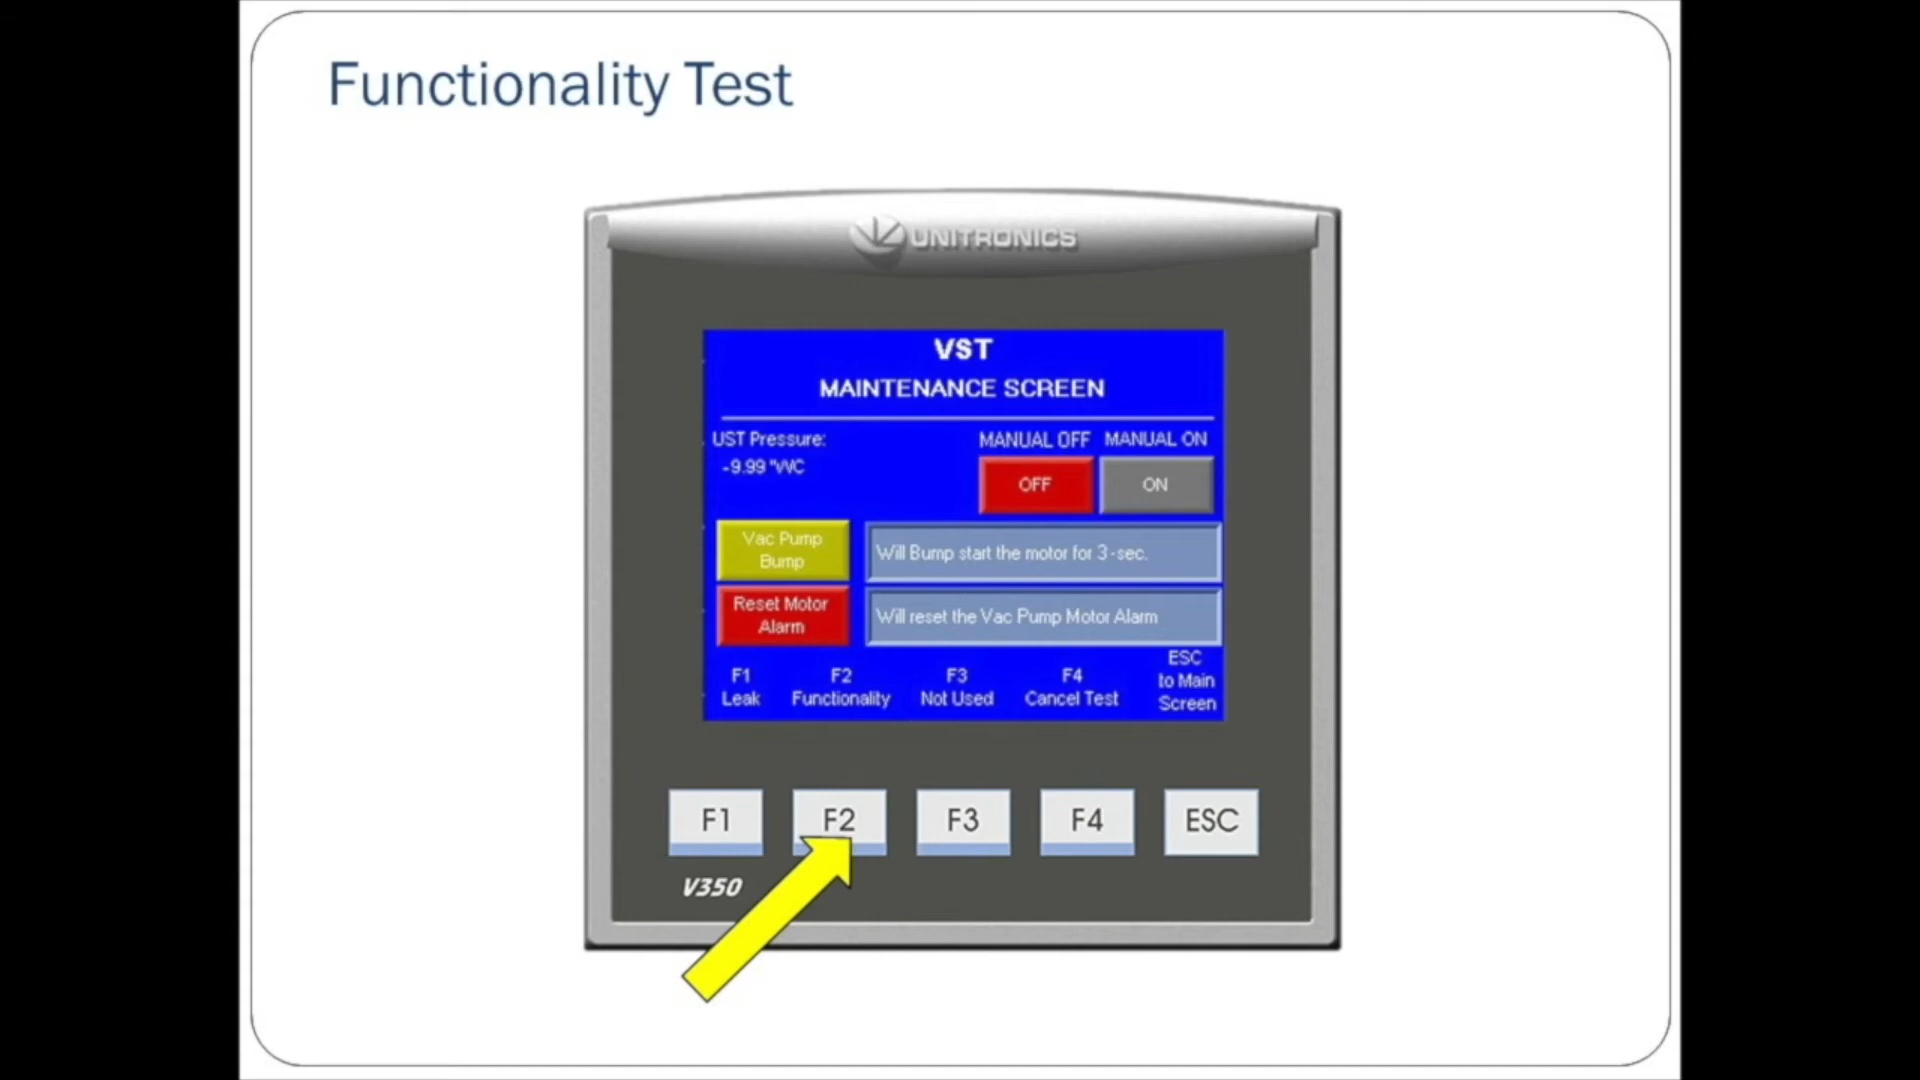 Functionality Test
UNITRONICS
VST
MAINTENANCE SCREEN
UST Pressure:
-9.99 "WC
MANUAL OFF MANUAL ON
OFF ON
Vac Pump
Bump
Will Bump start the motor for 3-sec.
Reset Motor
Alarm
Will reset the Vac Pump Motor Alarm
F1
Leak
F2
Functionality
F3
Not Used
F4
Cancel Test
ESC
to Main
Screen
F1 F2 F3 F4 ESC
V350